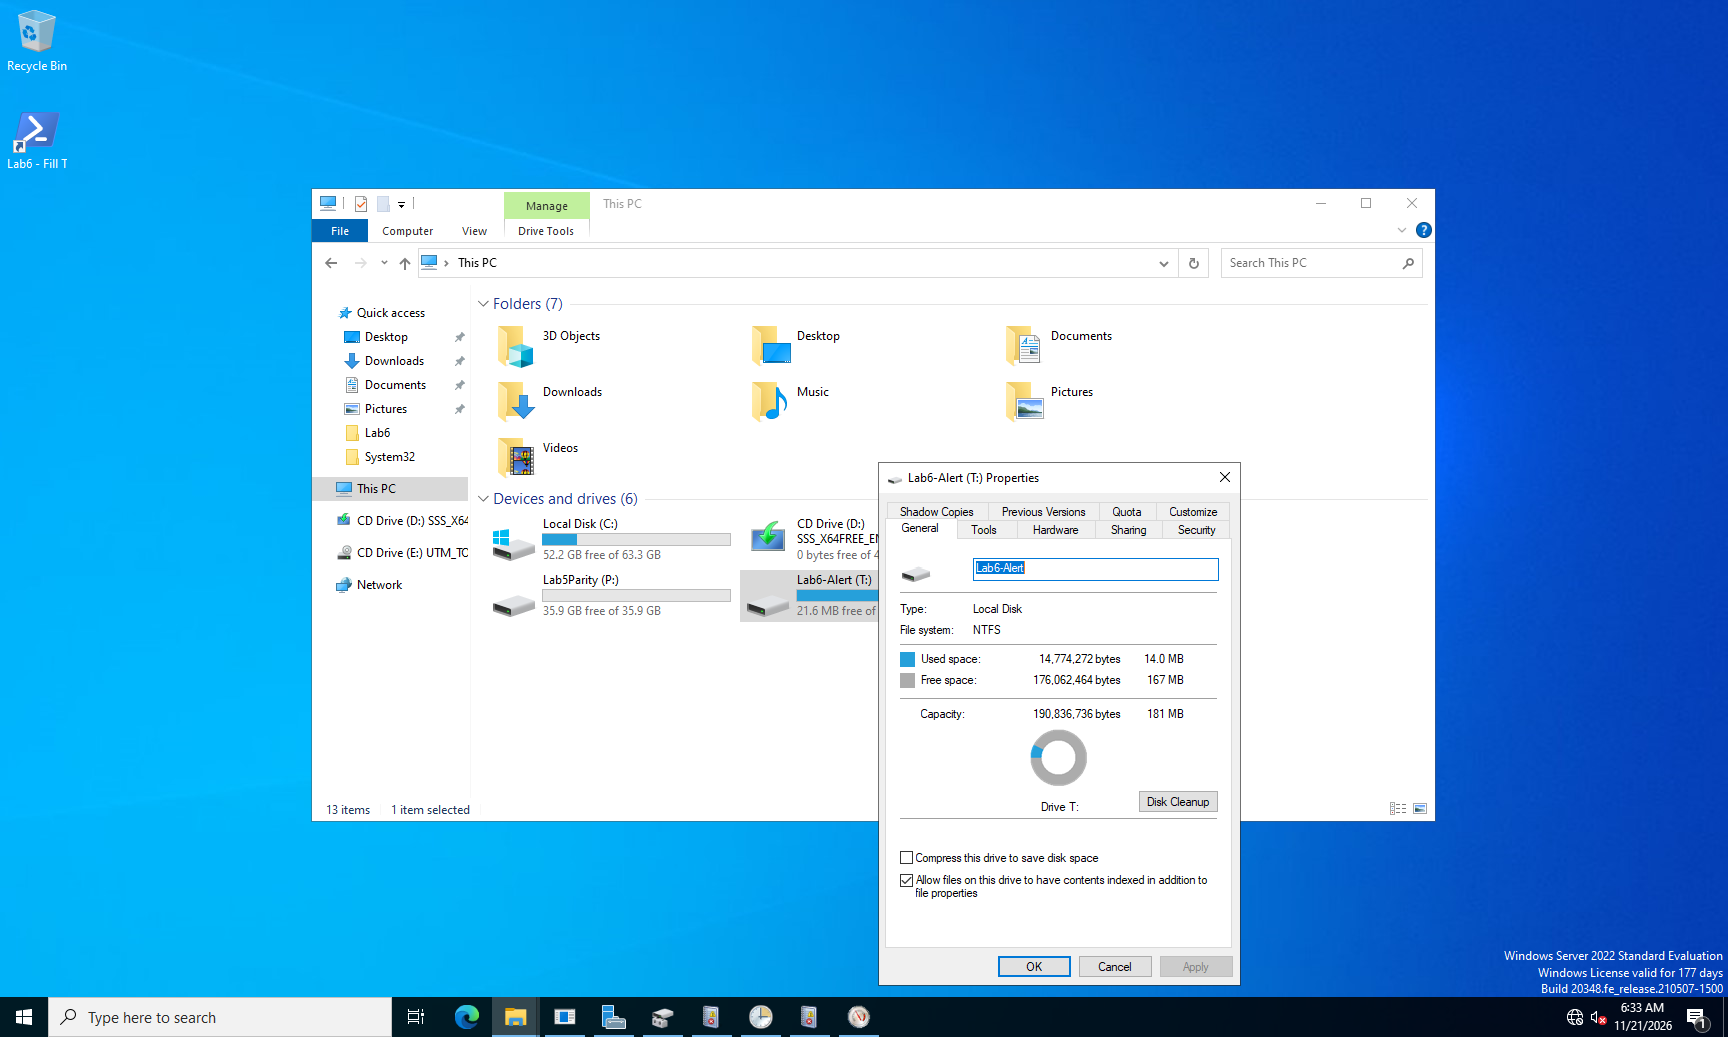 Recycle Bin
Lab6 - Fill T
Manage
This PC
File
Computer
View
Drive Tools
This PC
Search This PC
Quick access
Desktop
Downloads
Documents
Pictures
Lab6
System32
This PC
CD Drive (D:) SSS_X64
CD Drive (E:) UTM_TO
Network
Folders (7)
3D Objects
Desktop
Documents
Downloads
Music
Pictures
Videos
Devices and drives (6)
Local Disk (C:)
52.2 GB free of 63.3 GB
CD Drive (D:)
SSS_X64FREE_EN
0 bytes free of 4
Lab5Parity (P:)
35.9 GB free of 35.9 GB
Lab6-Alert (T:)
21.6 MB free of
13 items
1 item selected
Lab6-Alert (T:) Properties
Shadow Copies
Previous Versions
Quota
Customize
General
Tools
Hardware
Sharing
Security
Lab6-Alert
Type: Local Disk
File system: NTFS
Used space: 14,774,272 bytes 14.0 MB
Free space: 176,062,464 bytes 167 MB
Capacity: 190,836,736 bytes 181 MB
Drive T:
Disk Cleanup
Compress this drive to save disk space
Allow files on this drive to have contents indexed in addition to
file properties
OK
Cancel
Apply
Windows Server 2022 Standard Evaluation
Windows License valid for 177 days
Build 20348.fe_release.210507-1500
Type here to search
6:33 AM
11/21/2026
1